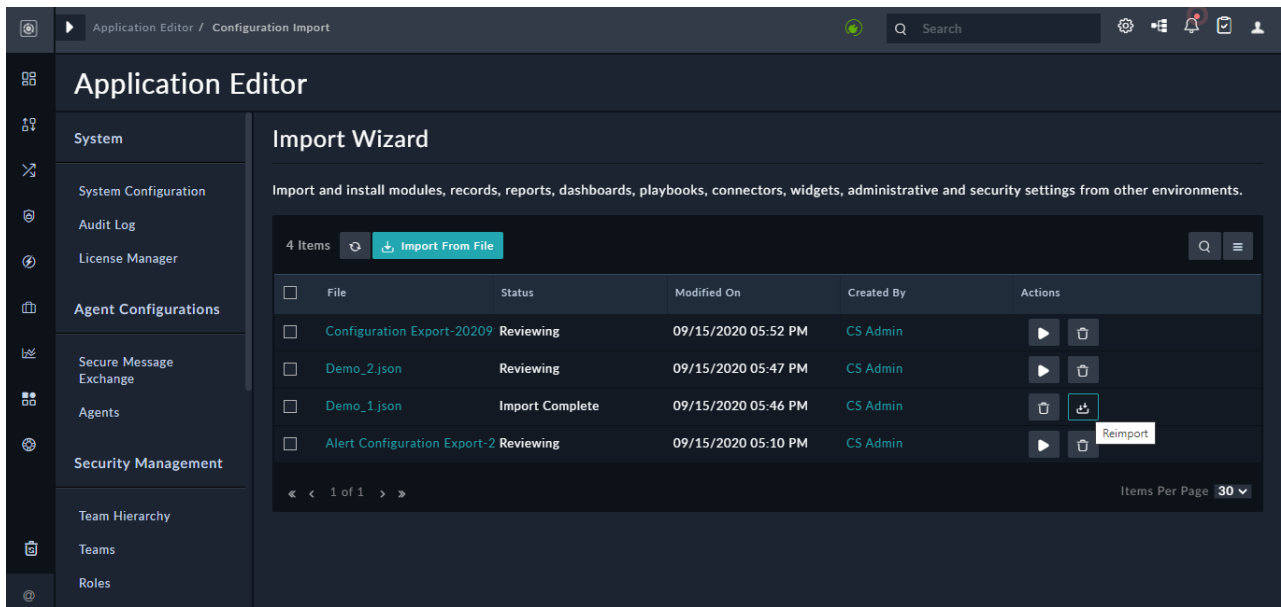 Application Editor / Configuration Import
Search
Application Editor
System
System Configuration
Audit Log
License Manager
Agent Configurations
Secure Message
Exchange
Agents
Security Management
Team Hierarchy
Teams
Roles
@
Import Wizard
Import and install modules, records, reports, dashboards, playbooks, connectors, widgets, administrative and security settings from other environments.
4 Items Import From File
File Status Modified On Created By Actions
Configuration Export-20209 Reviewing 09/15/2020 05:52 PM CS Admin
Demo_2.json Reviewing 09/15/2020 05:47 PM CS Admin
Demo_1.json Import Complete 09/15/2020 05:46 PM CS Admin
Reimport
Alert Configuration Export-2 Reviewing 09/15/2020 05:10 PM CS Admin
« ‹ 1 of 1 › » Items Per Page 30